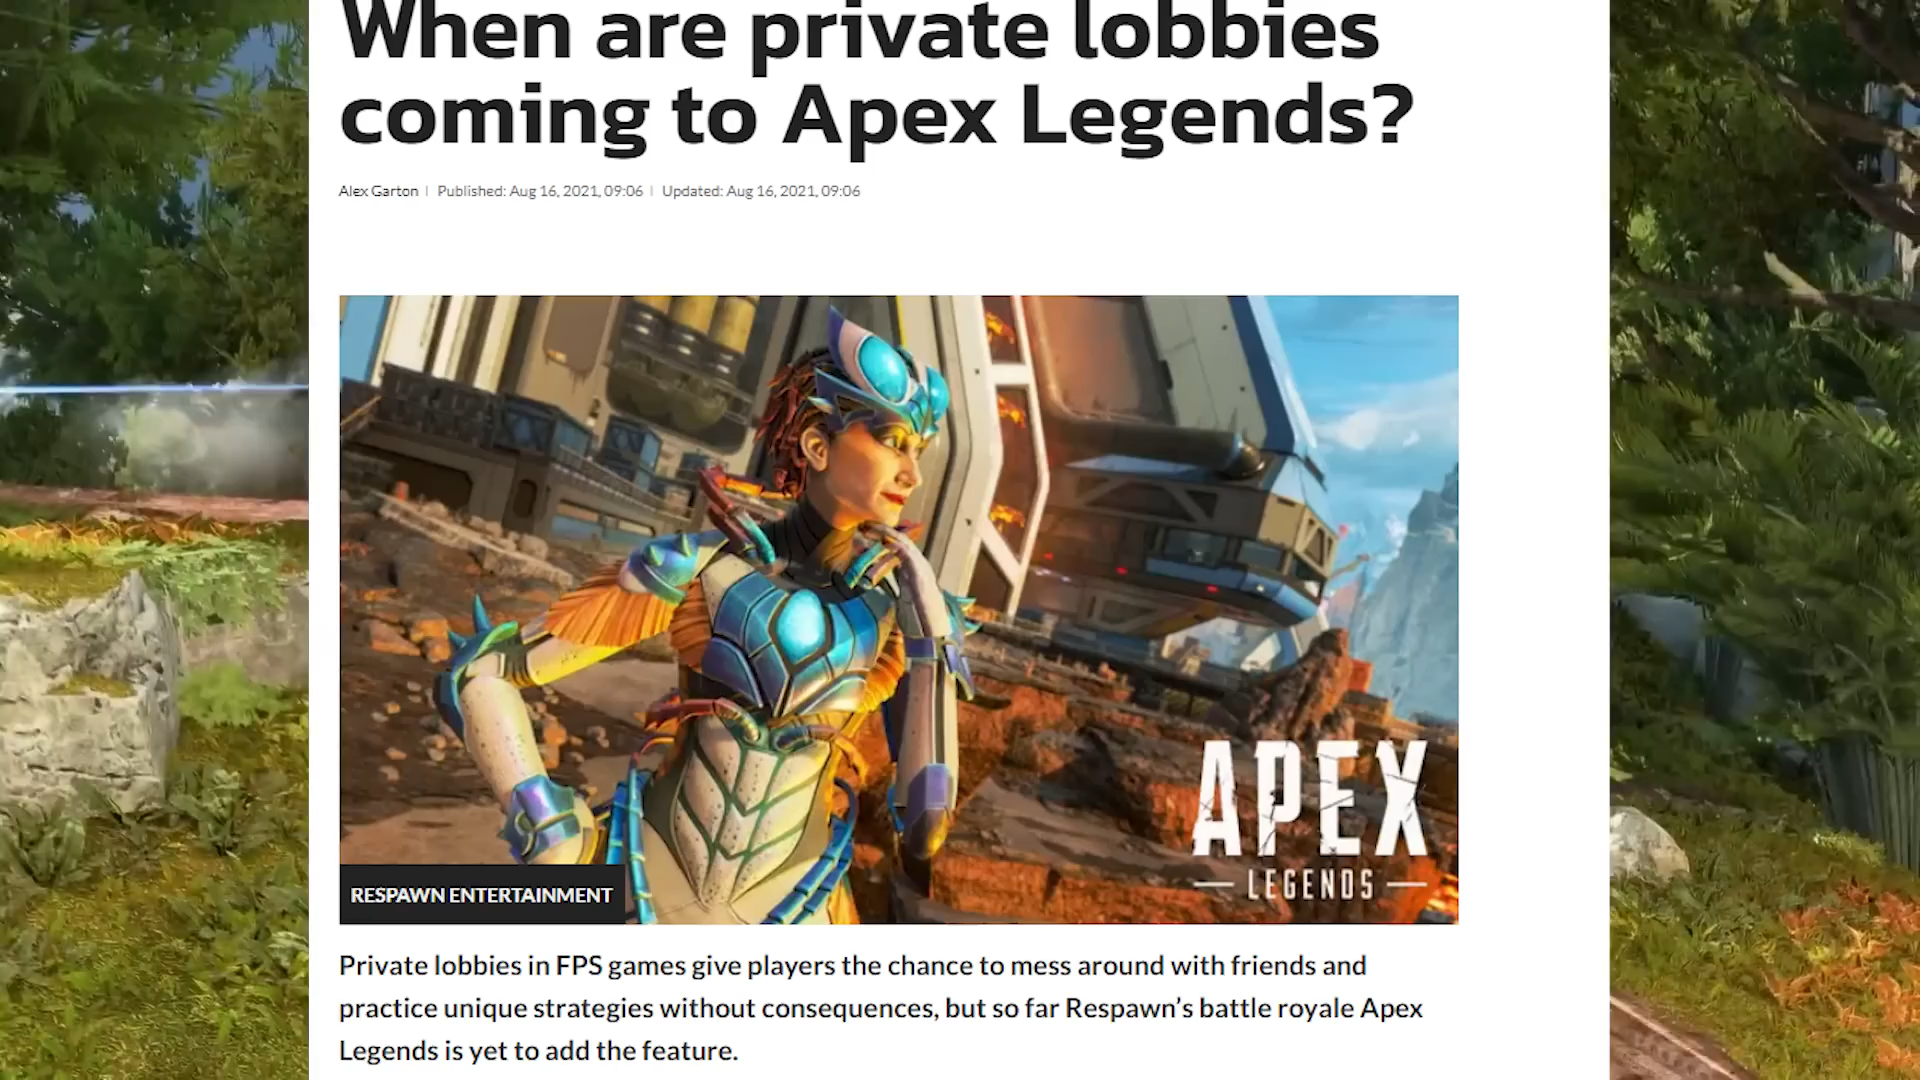 When are private lobbies
coming to Apex Legends?
Alex Garton | Published: Aug 16, 2021, 09:06 | Updated: Aug 16, 2021, 09:06
APEX
LEGENDS
RESPAWN ENTERTAINMENT
Private lobbies in FPS games give players the chance to mess around with friends and
practice unique strategies without consequences, but so far Respawn’s battle royale Apex
Legends is yet to add the feature.